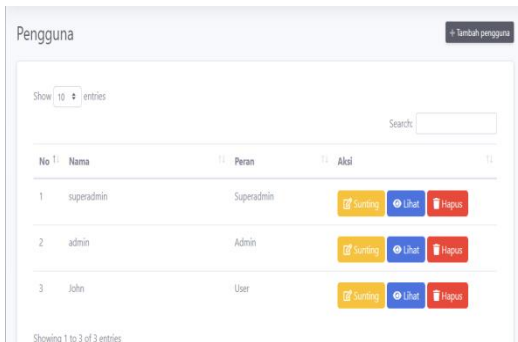 Pengguna
+ Tambah pengguna
Show 10 entries
Search:
No Nama Peran Aksi
1 superadmin Superadmin Sunting Lihat Hapus
2 admin Admin Sunting Lihat Hapus
3 John User Sunting Lihat Hapus
Showing 1 to 3 of 3 entries